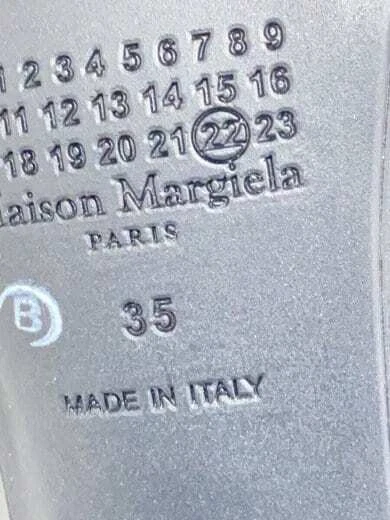 1 2 3 4 5 6 7 8 9
11 12 13 14 15 16
18 19 20 21 22 23
aison Margiela
PARIS
B 35
MADE IN ITALY